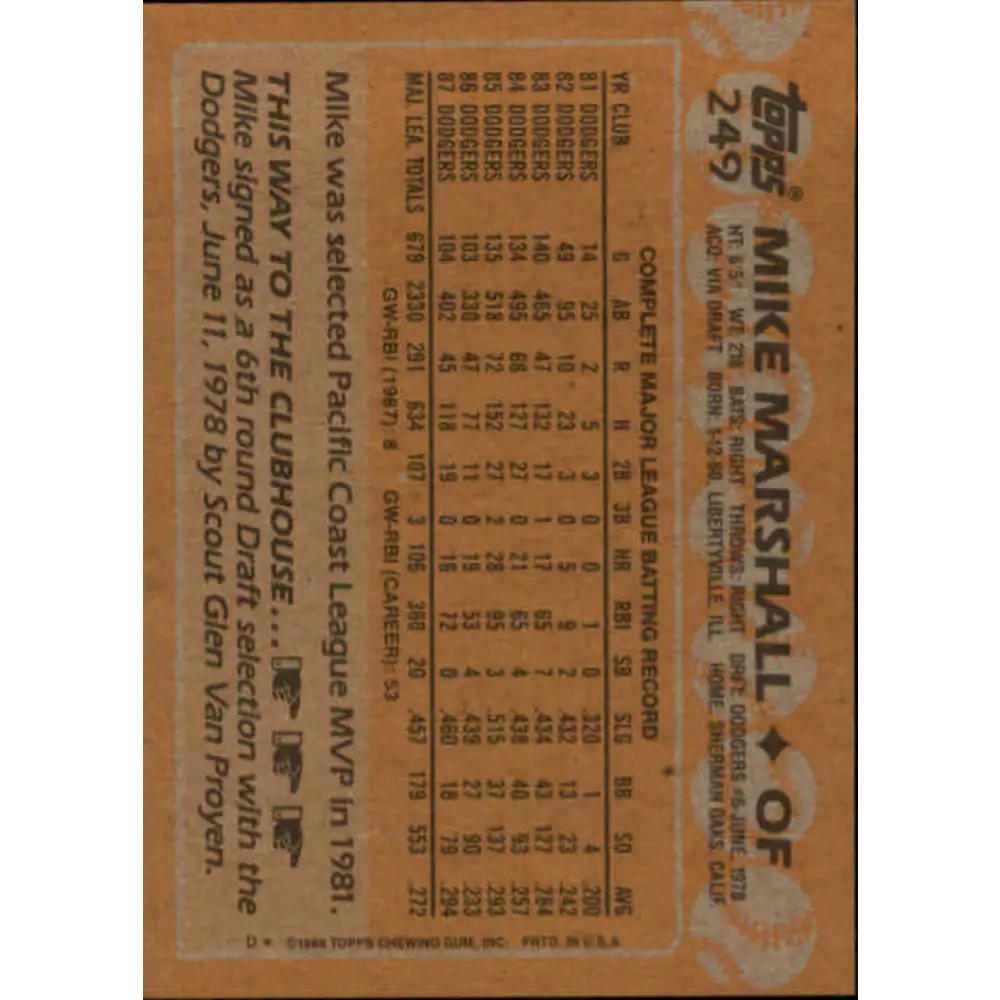 Topps®
249
MIKE MARSHALL ♦ OF
HT: 6'5" WT: 218 BATS: RIGHT THROWS: RIGHT DRFT: DODGERS #6-JUNE, 1978
ACQ: VIA DRAFT BORN: 1-12-60, LIBERTYVILLE, ILL. HOME: SHERMAN OAKS, CALIF.
COMPLETE MAJOR LEAGUE BATTING RECORD
YR CLUB G AB R H 2B 3B HR RBI SB SLG BB SO AVG
81 DODGERS 14 25 2 5 3 0 0 1 0 .320 1 4 .200
82 DODGERS 49 95 10 23 3 0 5 9 2 .432 13 23 .242
83 DODGERS 140 465 47 132 17 1 17 65 7 .434 43 127 .284
84 DODGERS 134 495 68 127 27 0 21 65 4 .438 40 93 .257
85 DODGERS 135 518 72 152 27 2 28 95 3 .515 37 137 .293
86 DODGERS 103 330 47 77 11 0 19 53 4 .439 27 90 .233
87 DODGERS 104 402 45 118 19 0 16 72 0 .460 18 79 .294
MAJ. LEA. TOTALS 679 2330 291 634 107 3 106 360 20 .457 179 553 .272
GW-RBI (1987): 8 GW-RBI (CAREER): 53
Mike was selected Pacific Coast League MVP in 1981.
THIS WAY TO THE CLUBHOUSE...
Mike signed as a 6th round Draft selection with the
Dodgers, June 11, 1978 by Scout Glen Van Proyen.
D* ©1988 TOPPS CHEWING GUM, INC. PRTD. IN U.S.A.